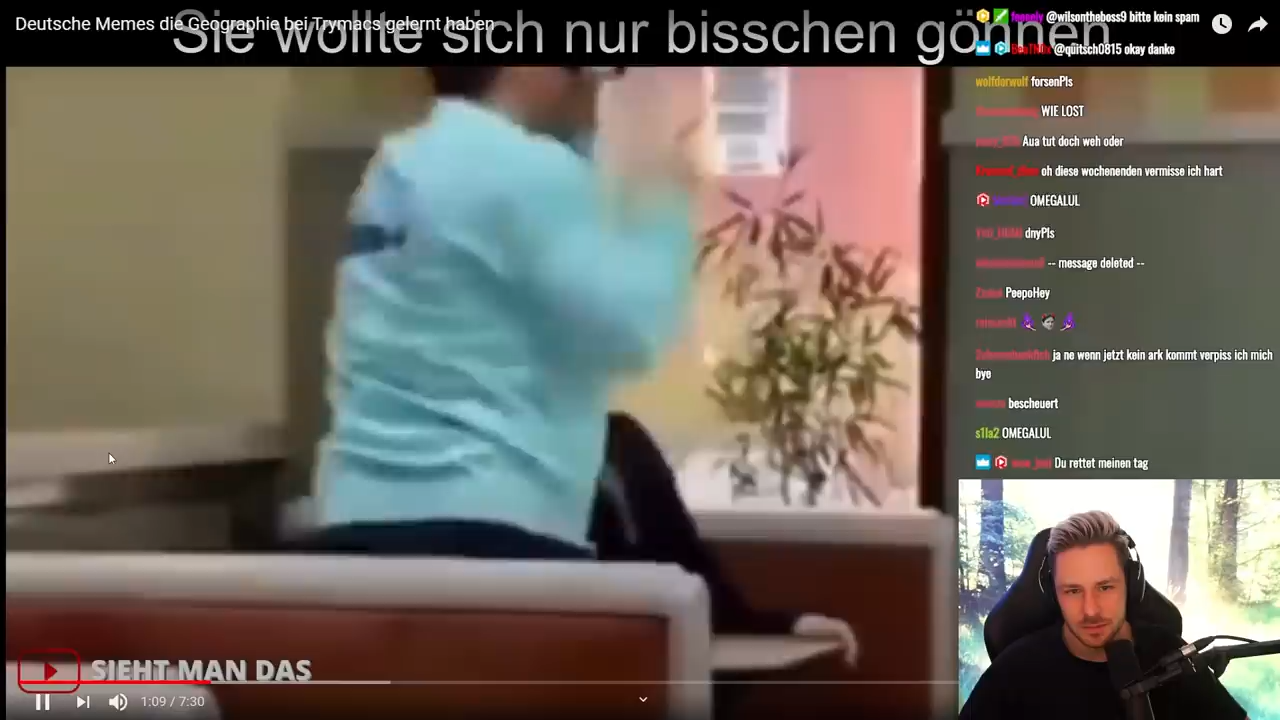 Deutsche Memes die Geographie bei Trymacs gelernt haben
Sie wollte sich nur bisschen gönnen
@wilsontheboss9 bitte kein spam
@quitsch0815 okay danke
wolfdorwolf forsenPls
WIE LOST
Aua tut doch weh oder
oh diese wochenenden vermisse ich hart
OMEGALUL
dnyPls
-- message deleted --
PeepoHey
ja ne wenn jetzt kein ark kommt verpiss ich mich
bye
bescheuert
s1la2 OMEGALUL
Du rettet meinen tag
SIEHT MAN DAS
1:09 / 7:30